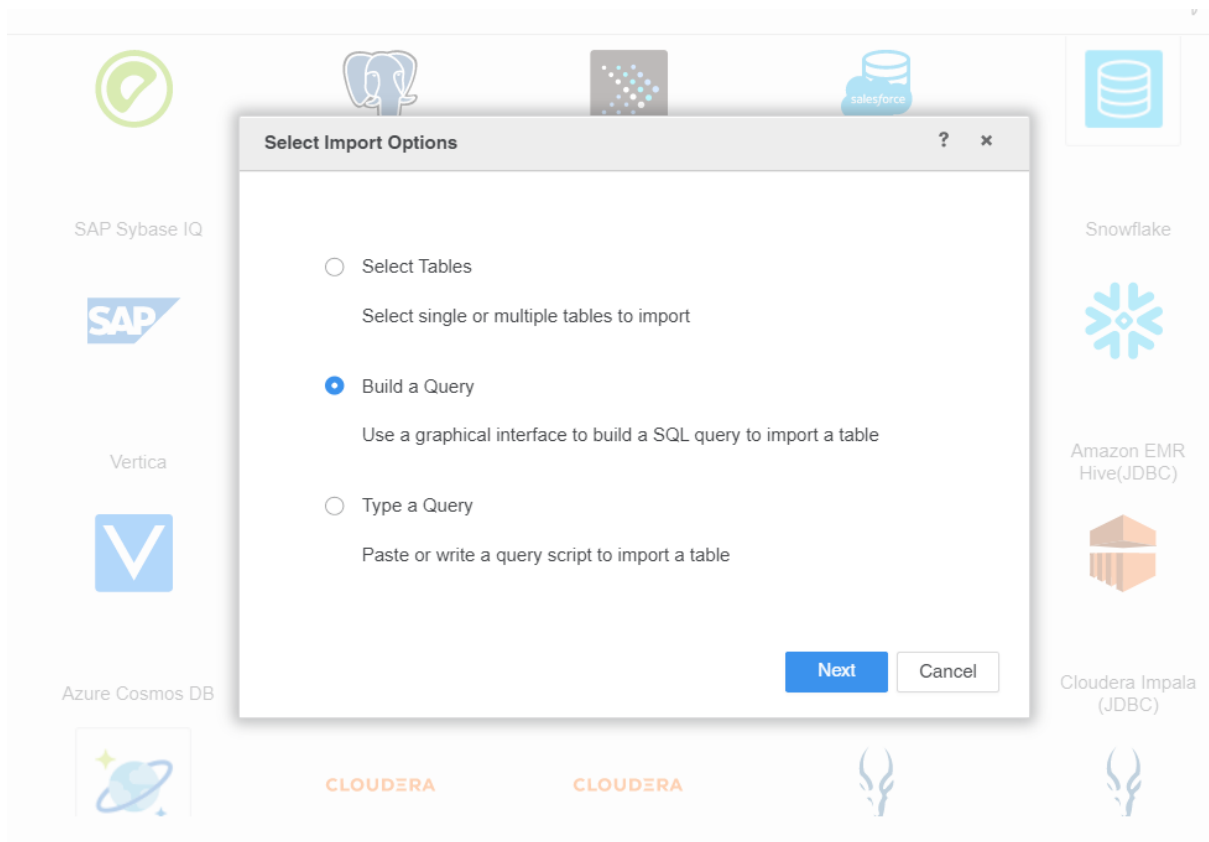 salesforce
Select Import Options
?
SAP Sybase IQ
Snowflake
Select Tables
Select single or multiple tables to import
SAP
Build a Query
Use a graphical interface to build a SQL query to import a table
Vertica
Amazon EMR
Hive(JDBC)
Type a Query
Paste or write a query script to import a table
Next
Cancel
Azure Cosmos DB
Cloudera Impala
(JDBC)
CLOUDERA
CLOUDERA